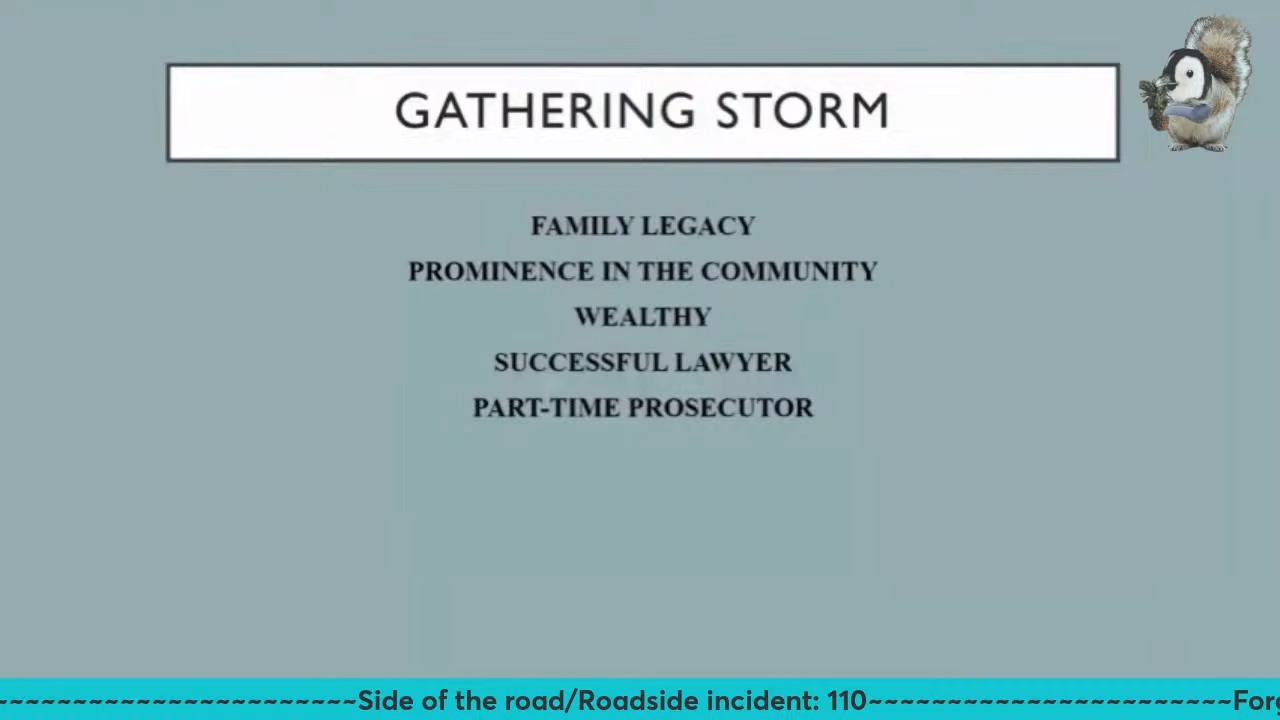 GATHERING STORM
FAMILY LEGACY
PROMINENCE IN THE COMMUNITY
WEALTHY
SUCCESSFUL LAWYER
PART-TIME PROSECUTOR
~~~~~~~~~~~~~~~~~~~~~~~~Side of the road/Roadside incident: 110~~~~~~~~~~~~~~~~~~~~~~~~